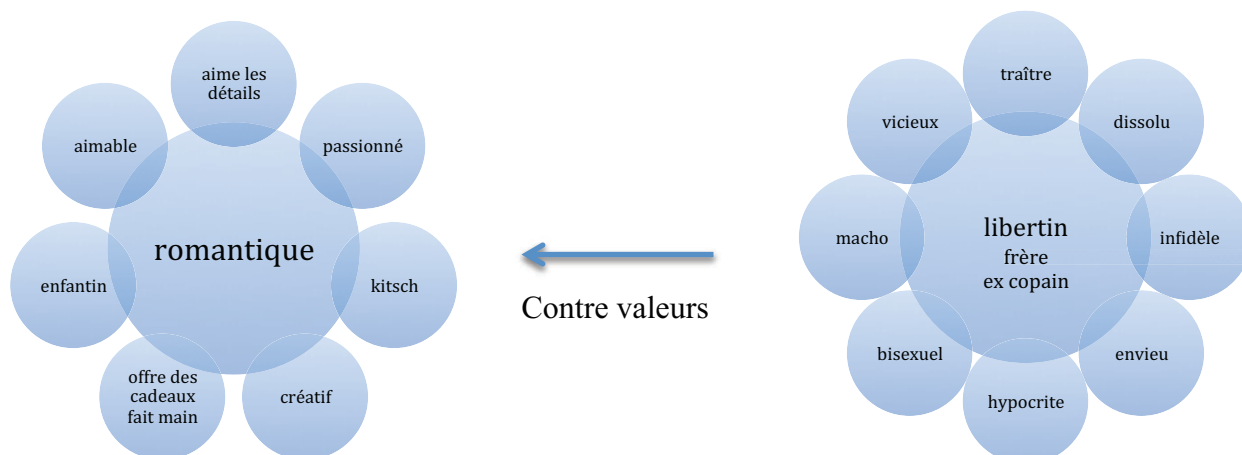 aime les
détails
aimable
passionné
romantique
enfantin
kitsch
offre des
cadeaux
fait main
créatif
Contre valeurs
traître
vicieux
dissolu
macho
libertin
frère
ex copain
infidèle
bisexuel
envieu
hypocrite